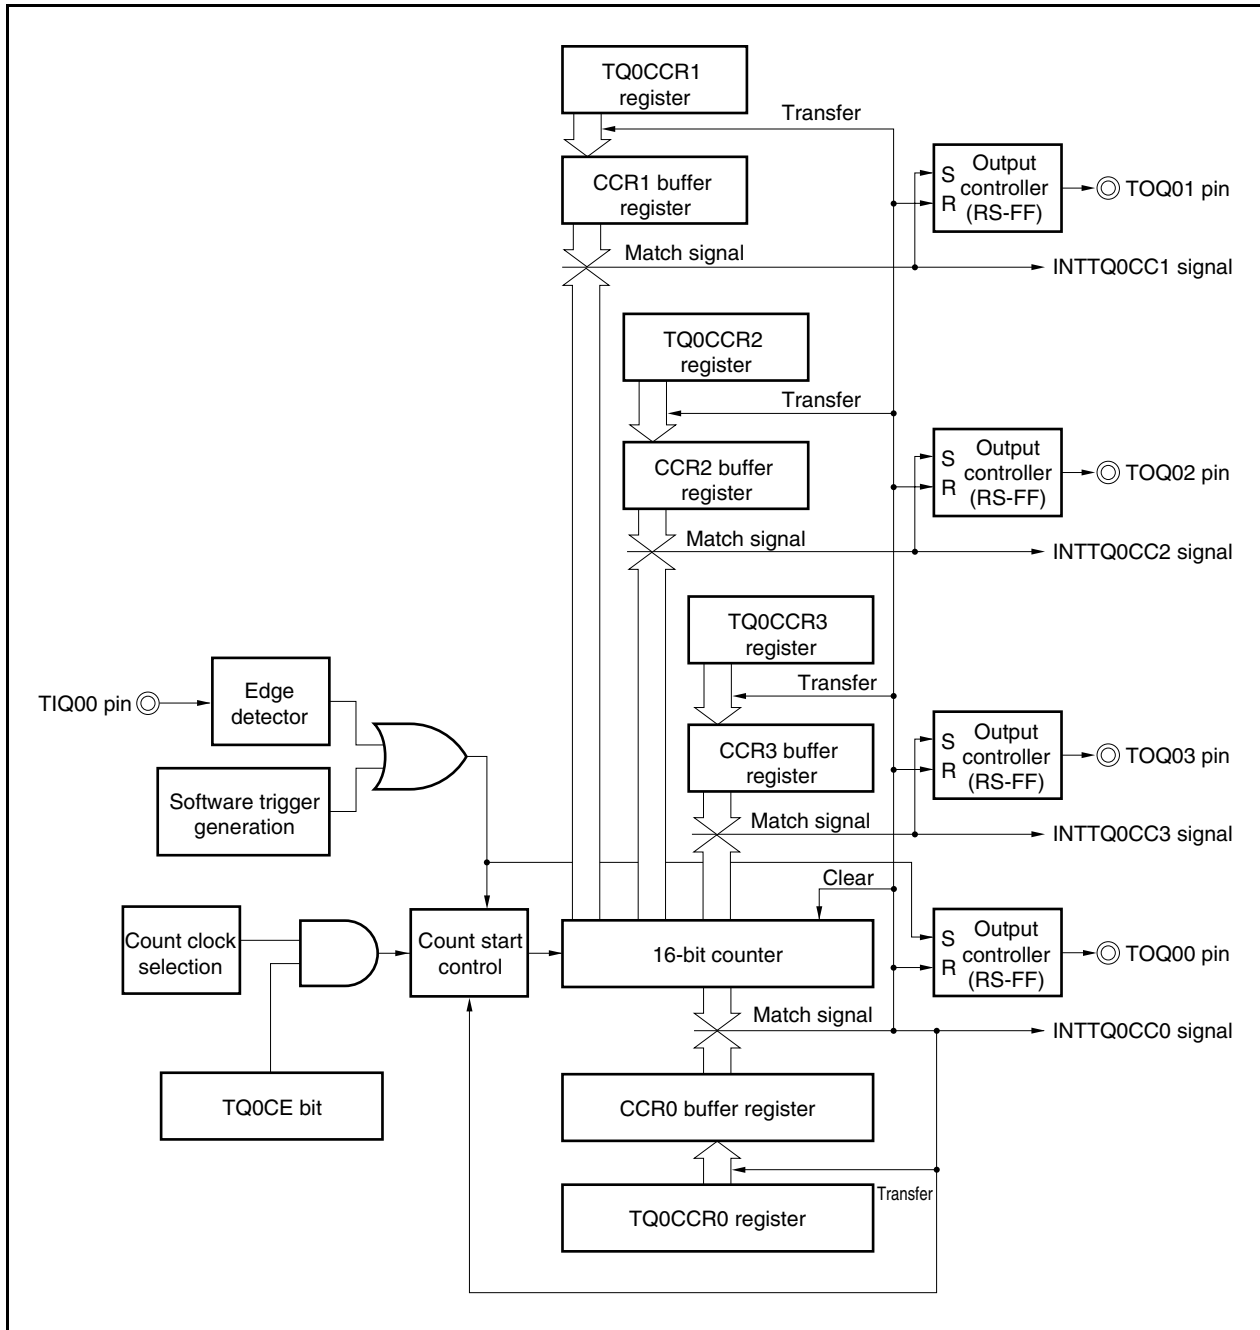 TQ0CCR1
register
Transfer
CCR1 buffer
register
S
R
Output
controller
(RS-FF)
TOQ01 pin
Match signal
INTTQ0CC1 signal
TQ0CCR2
register
Transfer
CCR2 buffer
register
S
R
Output
controller
(RS-FF)
TOQ02 pin
Match signal
INTTQ0CC2 signal
TQ0CCR3
register
Transfer
TIQ00 pin
Edge
detector
CCR3 buffer
register
S
R
Output
controller
(RS-FF)
TOQ03 pin
Software trigger
generation
Match signal
INTTQ0CC3 signal
Clear
Count clock
selection
Count start
control
16-bit counter
S
R
Output
controller
(RS-FF)
TOQ00 pin
Match signal
INTTQ0CC0 signal
TQ0CE bit
CCR0 buffer register
Transfer
TQ0CCR0 register